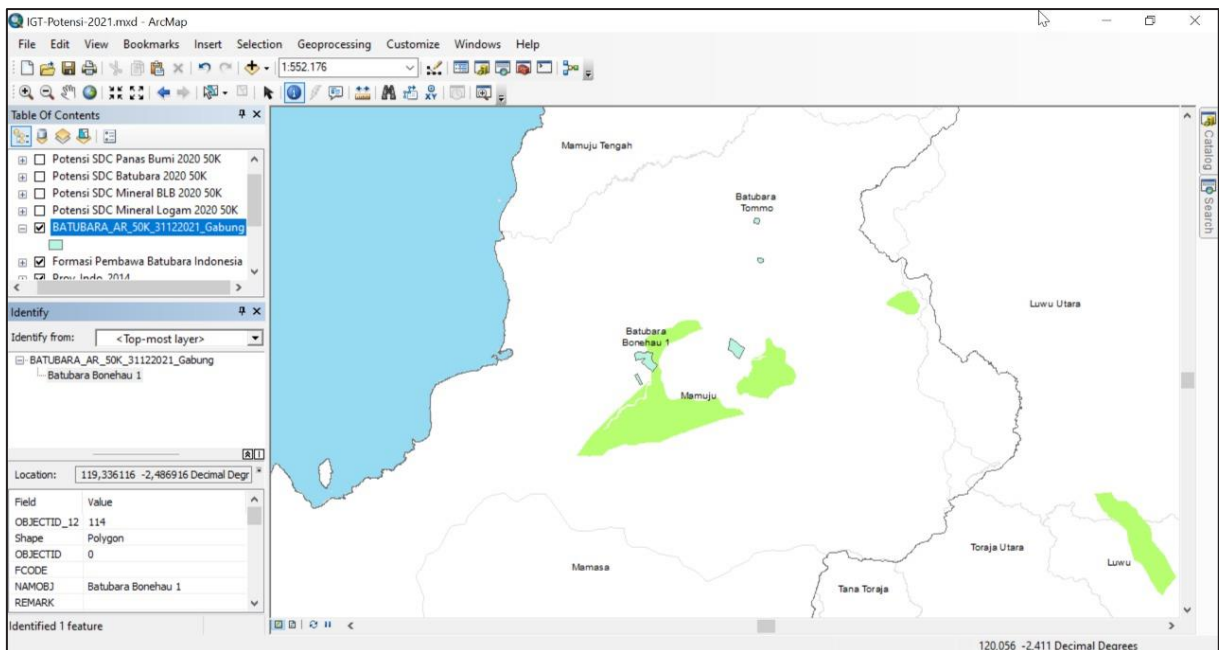 IGT-Potensi-2021.mxd - ArcMap
File Edit View Bookmarks Insert Selection Geoprocessing Customize Windows Help
1:552.176
Table Of Contents
Potensi SDC Panas Bumi 2020 50K
Potensi SDC Batubara 2020 50K
Potensi SDC Mineral BLB 2020 50K
Potensi SDC Mineral Logam 2020 50K
BATUBARA_AR_50K_31122021_Gabung
Formasi Pembawa Batubara Indonesia
Prov Indo 2014
Identify
Identify from: <Top-most layer>
BATUBARA_AR_50K_31122021_Gabung
Batubara Bonehau 1
Location: 119,336116 -2,486916 Decimal Degr
Field Value
OBJECTID_12 114
Shape Polygon
OBJECTID 0
FCODE
NAMOBJ Batubara Bonehau 1
REMARK
Identified 1 feature
Mamuju Tengah
Batubara
Tommo
Luwu Utara
Batubara
Bonehau 1
Mamuju
Mamasa
Toraja Utara
Luwu
Tana Toraja
Catalog
Search
120,056 -2,411 Decimal Degrees